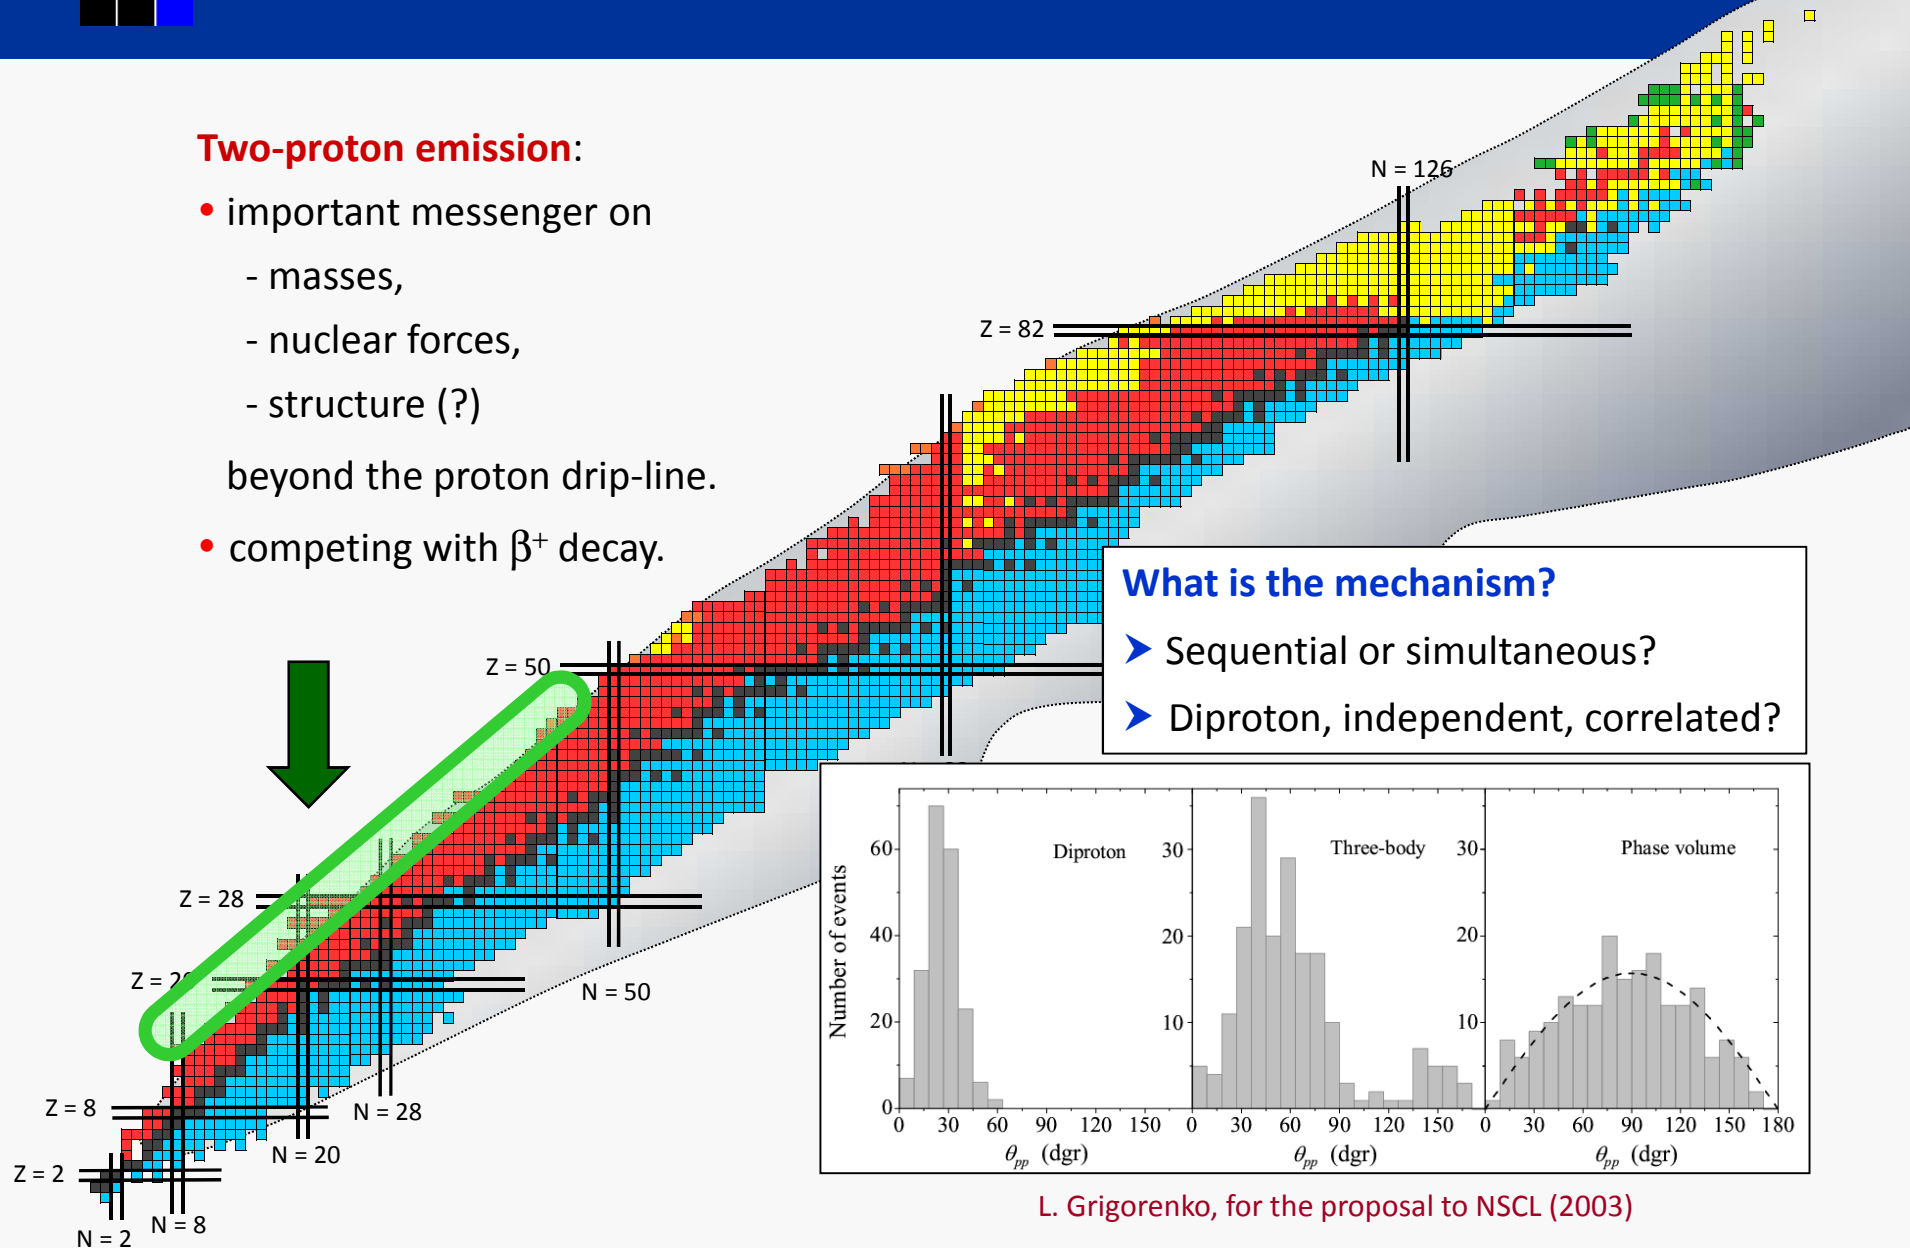 Two-proton emission:
• important messenger on
- masses,
- nuclear forces,
- structure (?)
beyond the proton drip-line.
• competing with β+ decay.
N = 126
Z = 82
Z = 50
Z = 28
Z = 20
Z = 8
Z = 2
N = 2
N = 8
N = 20
N = 28
N = 50
What is the mechanism?
➤ Sequential or simultaneous?
➤ Diproton, independent, correlated?
Number of events
60
40
20
0
Diproton
0 30 60 90 120 150
θpp (dgr)
30
20
10
Three-body
0 30 60 90 120 150
θpp (dgr)
30
20
10
Phase volume
0 30 60 90 120 150 180
θpp (dgr)
L. Grigorenko, for the proposal to NSCL (2003)